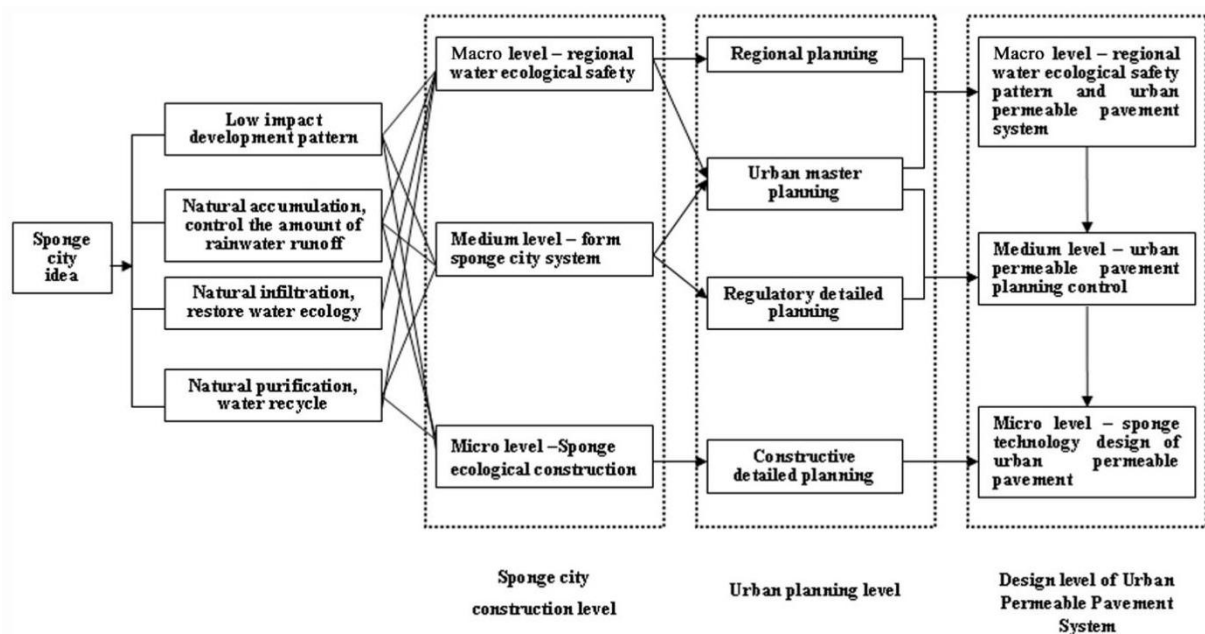 Sponge
city
idea
Low impact
development pattern
Natural accumulation,
control the amount of
rainwater runoff
Natural infiltration,
restore water ecology
Natural purification,
water recycle
Macro level – regional
water ecological safety
Medium level – form
sponge city system
Micro level –Sponge
ecological construction
Sponge city
construction level
Regional planning
Urban master
planning
Regulatory detailed
planning
Constructive
detailed planning
Urban planning level
Macro level – regional
water ecological safety
pattern and urban
permeable pavement
system
Medium level – urban
permeable pavement
planning control
Micro level – sponge
technology design of
urban permeable
pavement
Design level of Urban
Permeable Pavement
System